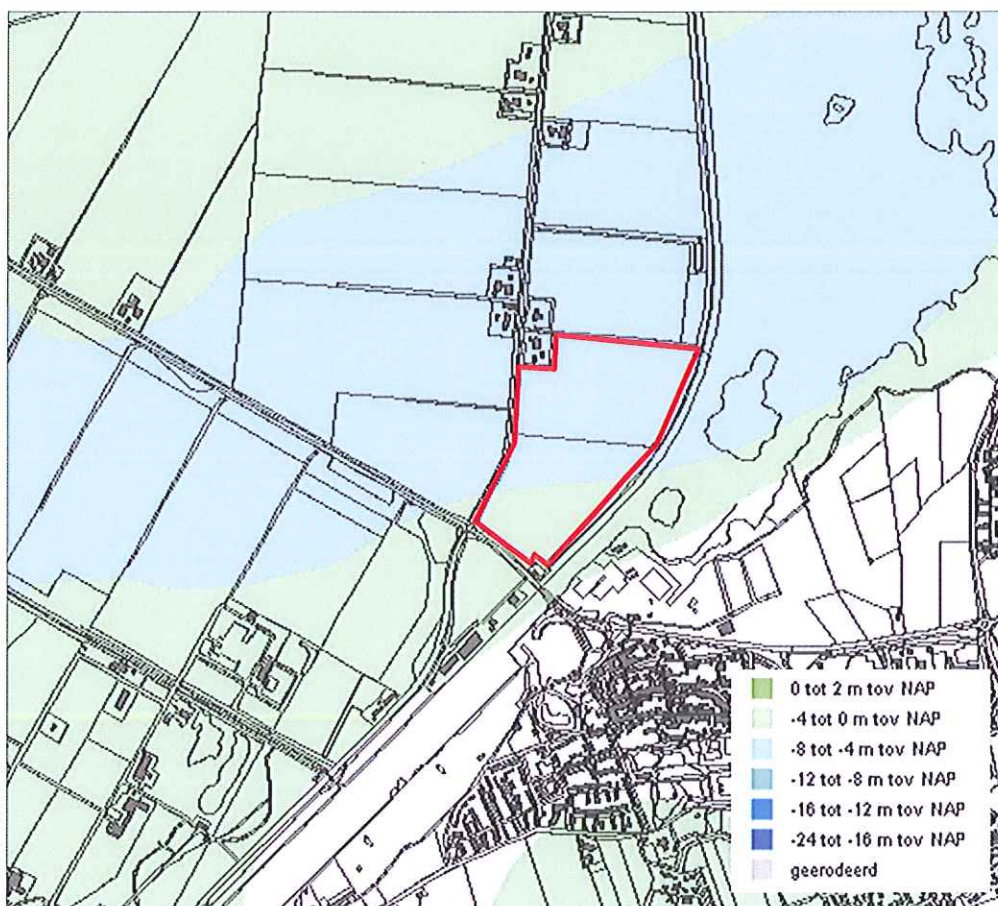 0 tot 2 m tov NAP
-4 tot 0 m tov NAP
-8 tot -4 m tov NAP
-12 tot -8 m tov NAP
-16 tot -12 m tov NAP
-24 tot -16 m tov NAP
geerodeerd